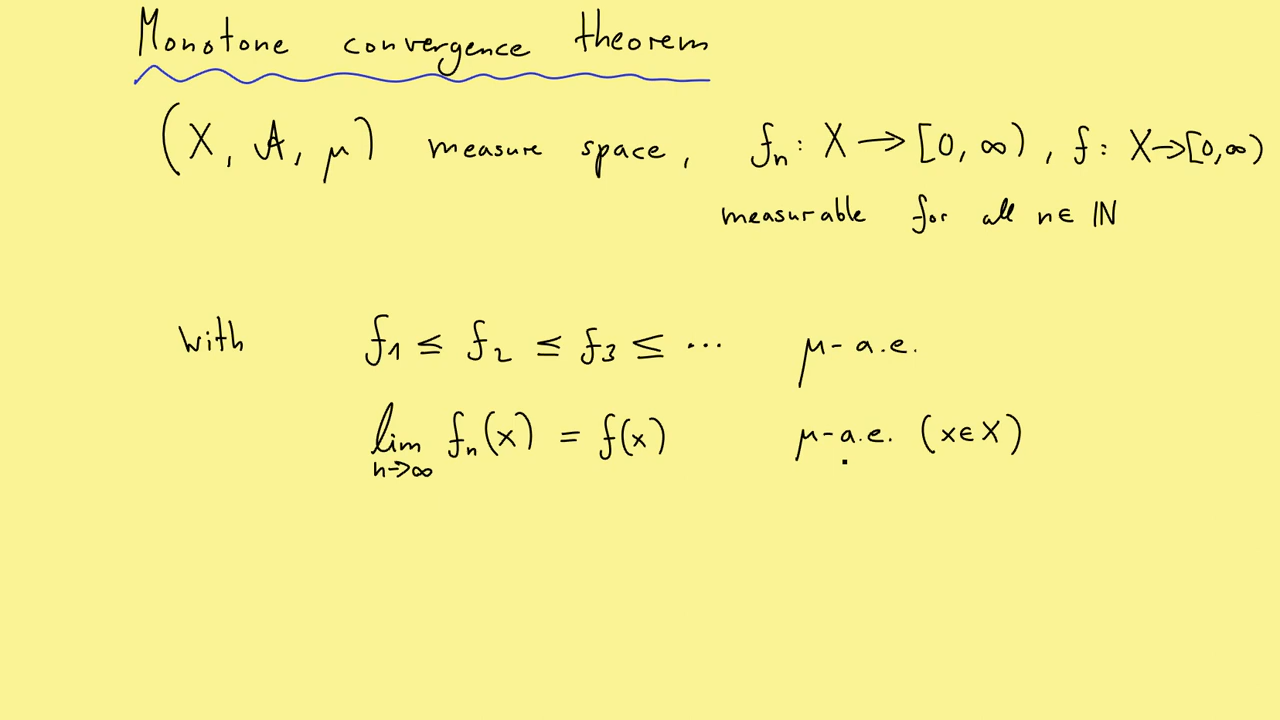 Monotone convergence theorem
(X, 𝒜, μ) measure space, fₙ: X → [0, ∞), f: X→[0,∞)
measurable for all n∈ ℕ
with f₁ ≤ f₂ ≤ f₃ ≤ ··· μ- a.e.
lim fₙ(x) = f(x) μ-a.e. (x∈X)
n→∞